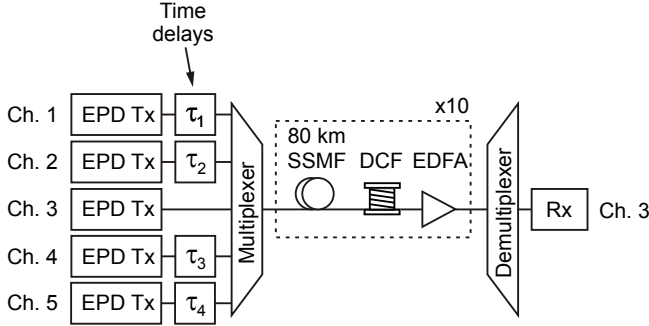 Time
delays
Ch. 1 EPD Tx τ1
x10
Ch. 2 EPD Tx τ2
80 km
SSMF DCF EDFA
Ch. 3 EPD Tx
Multiplexer
Demultiplexer
Rx Ch. 3
Ch. 4 EPD Tx τ3
Ch. 5 EPD Tx τ4